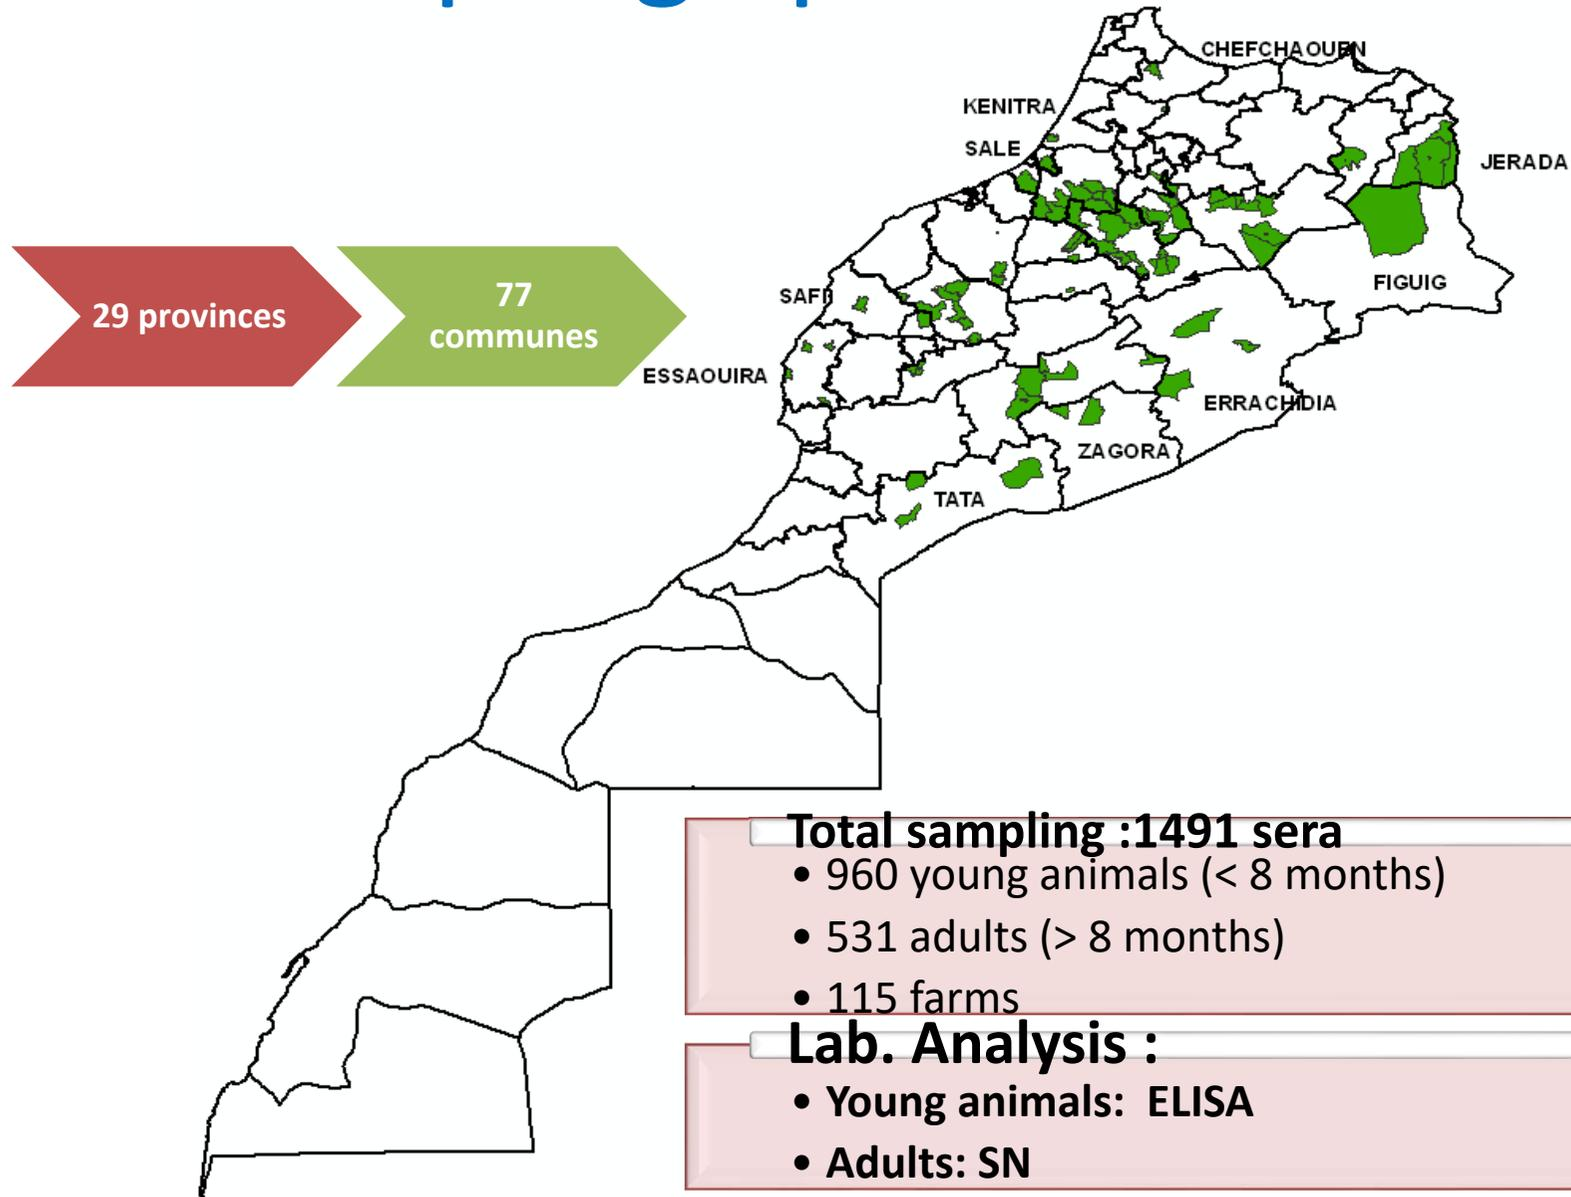 CHEFCHAOUEN
KENITRA
SALE
JERADA
29 provinces
77
communes
FIGUIG
SAFI
ESSAOUIRA
ERRACHIDIA
ZAGORA
TATA
Total sampling :1491 sera
• 960 young animals (< 8 months)
• 531 adults (> 8 months)
• 115 farms
Lab. Analysis :
• Young animals: ELISA
• Adults: SN